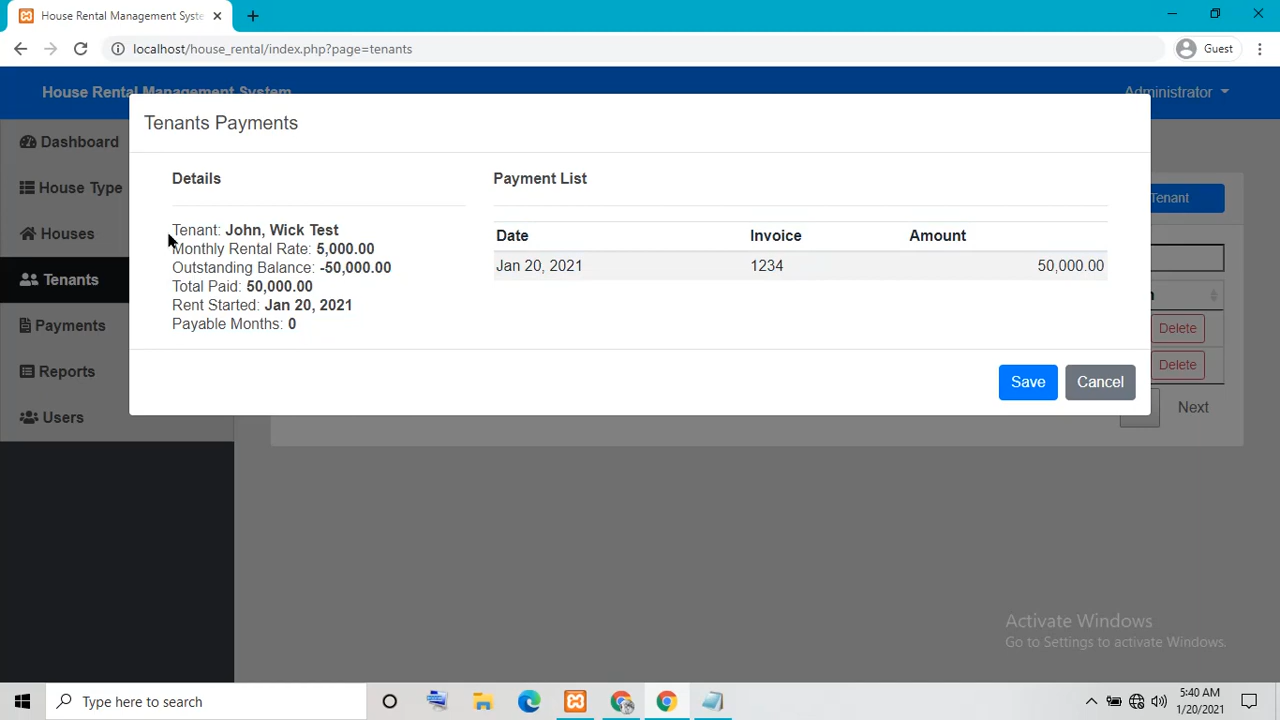 House Rental Management Syste
localhost/house_rental/index.php?page=tenants
Guest
House Rental Management System
Administrator
Tenants Payments
Dashboard
House Type
Houses
Tenants
Payments
Reports
Users
Details
Tenant: John, Wick Test
Monthly Rental Rate: 5,000.00
Outstanding Balance: -50,000.00
Total Paid: 50,000.00
Rent Started: Jan 20, 2021
Payable Months: 0
Payment List
Date Invoice Amount
Jan 20, 2021 1234 50,000.00
Save Cancel
Tenant
n
Delete
Delete
Next
Activate Windows
Go to Settings to activate Windows.
Type here to search
5:40 AM
1/20/2021